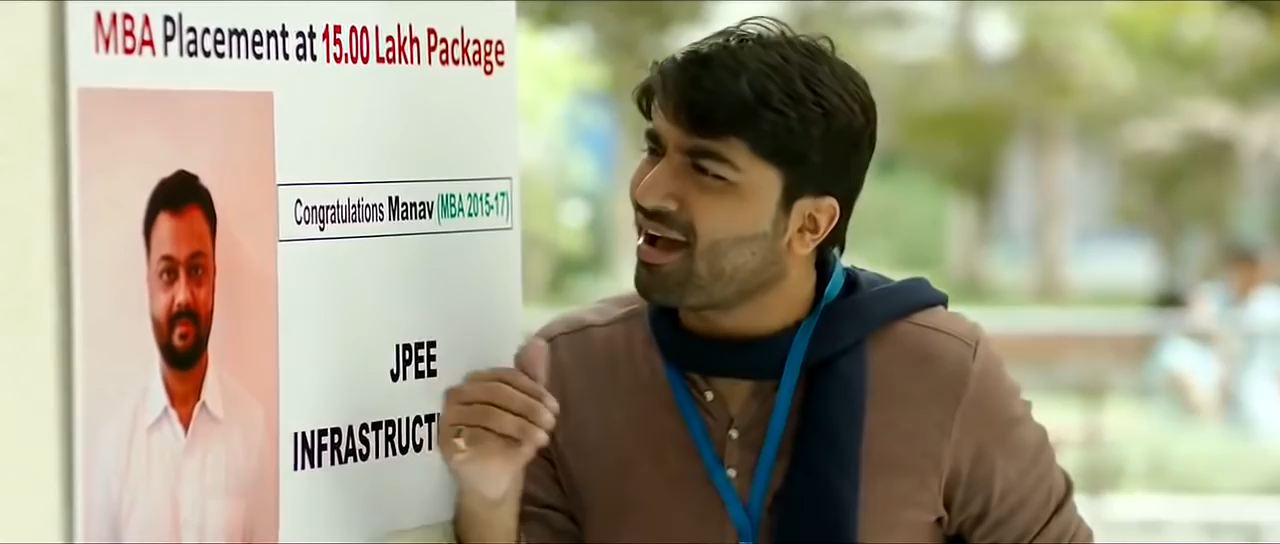 MBA Placement at 15.00 Lakh Package
Congratulations Manav (MBA 2015-17)
JPEE
INFRASTRUCT